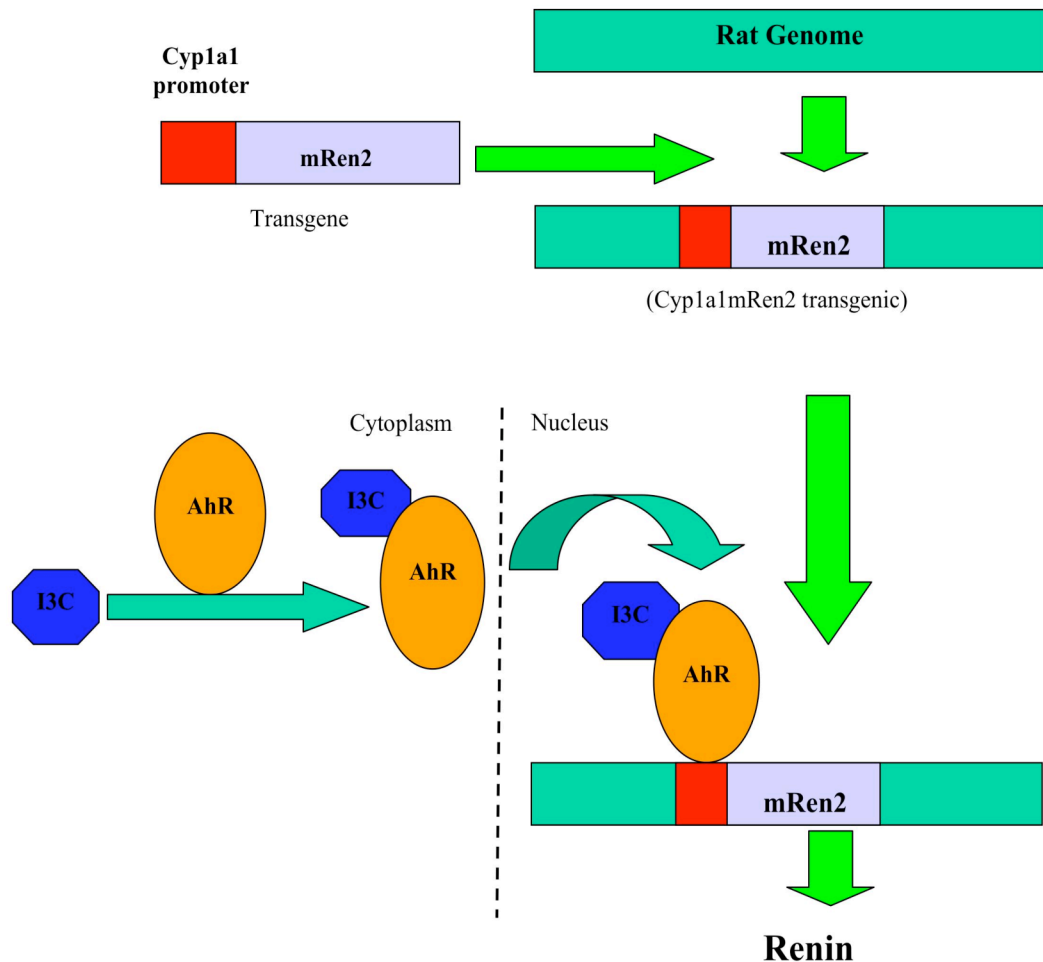 Rat Genome
Cyp1a1
promoter
mRen2
Transgene
mRen2
(Cyp1a1mRen2 transgenic)
Cytoplasm
Nucleus
AhR
I3C
AhR
I3C
I3C
AhR
mRen2
Renin